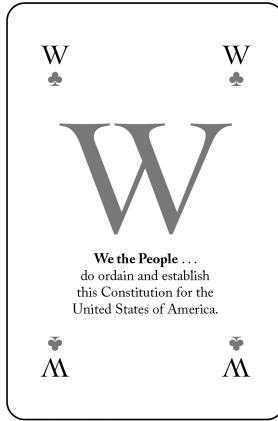 W W
W
We the People . . .
do ordain and establish
this Constitution for the
United States of America.
W W